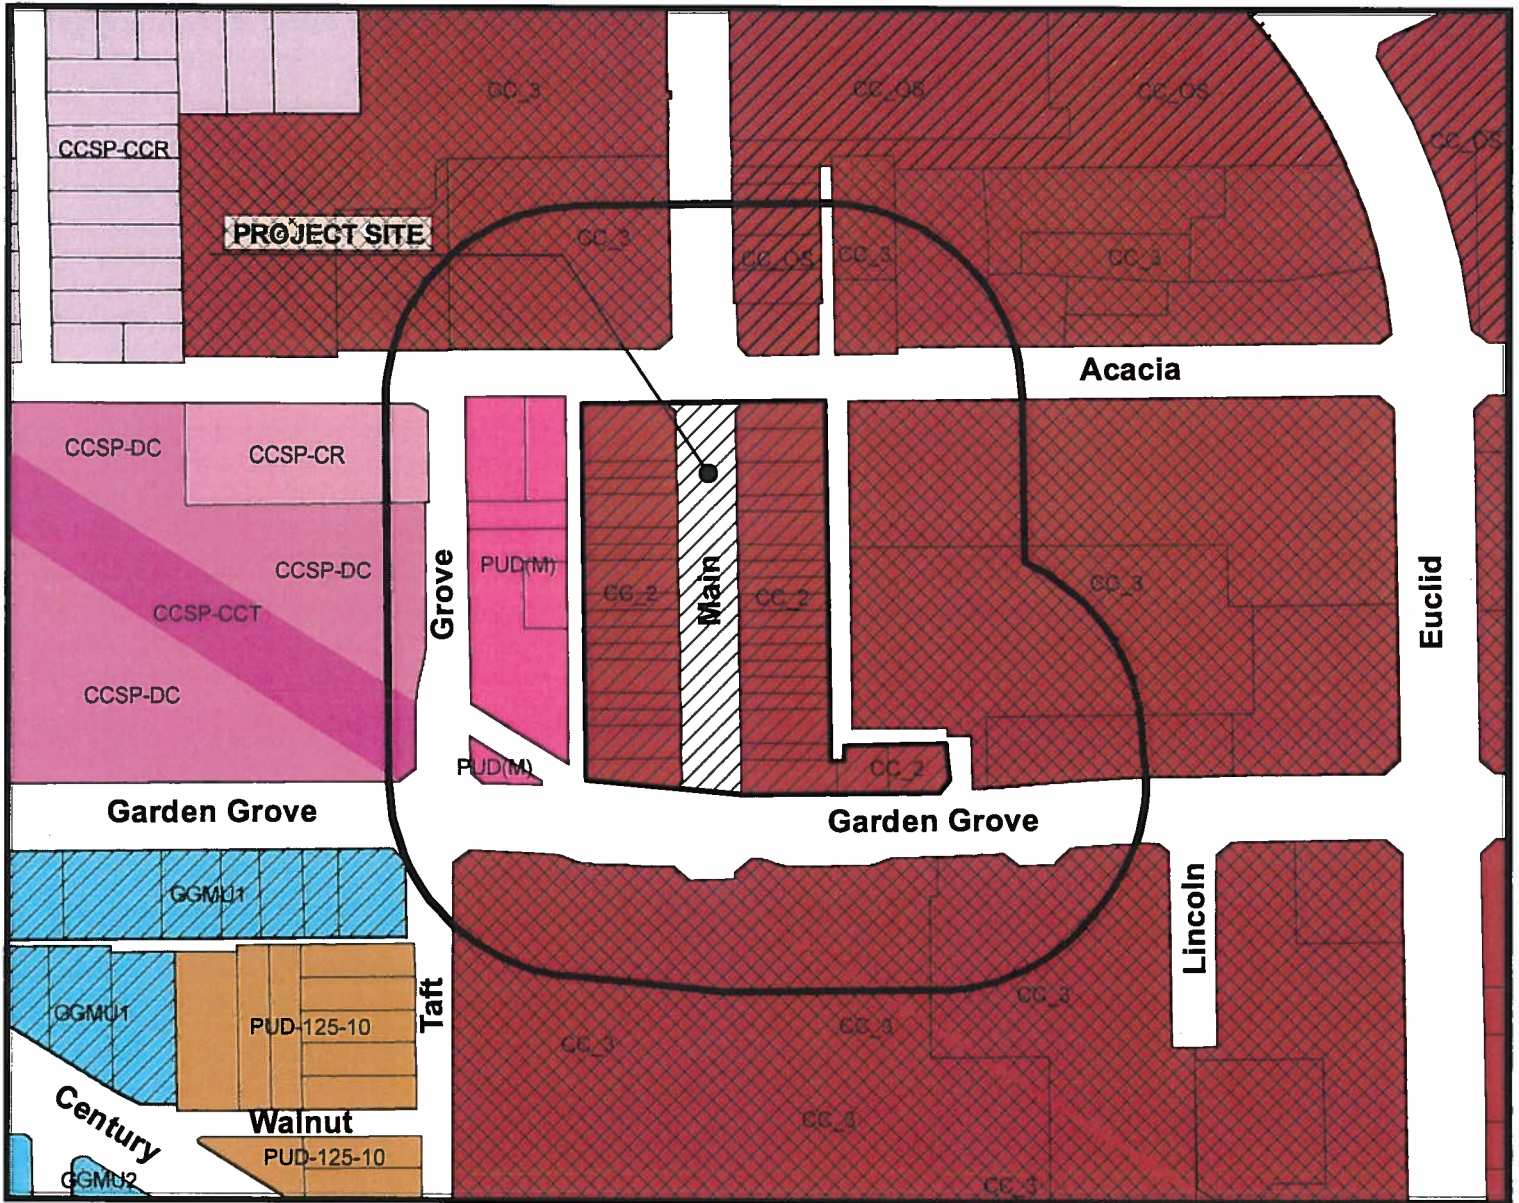 CC_3
CC_OS
CC_OS
CC_OS
CCSP-CCR
PROJECT SITE
CC_3
CC_OS
CC_3
CC_3
Acacia
CCSP-DC
CCSP-CR
CCSP-DC
CCSP-CCT
CCSP-DC
Grove
PUD(M)
CC_2
Main
CC_2
CC_3
Euclid
PUD(M)
CC_2
Garden Grove
Garden Grove
GGMU1
Lincoln
GGMU1
PUD-125-10
Taft
CC_3
CC_3
CC_3
CC_3
Century
Walnut
PUD-125-10
GGMU2
CC_3